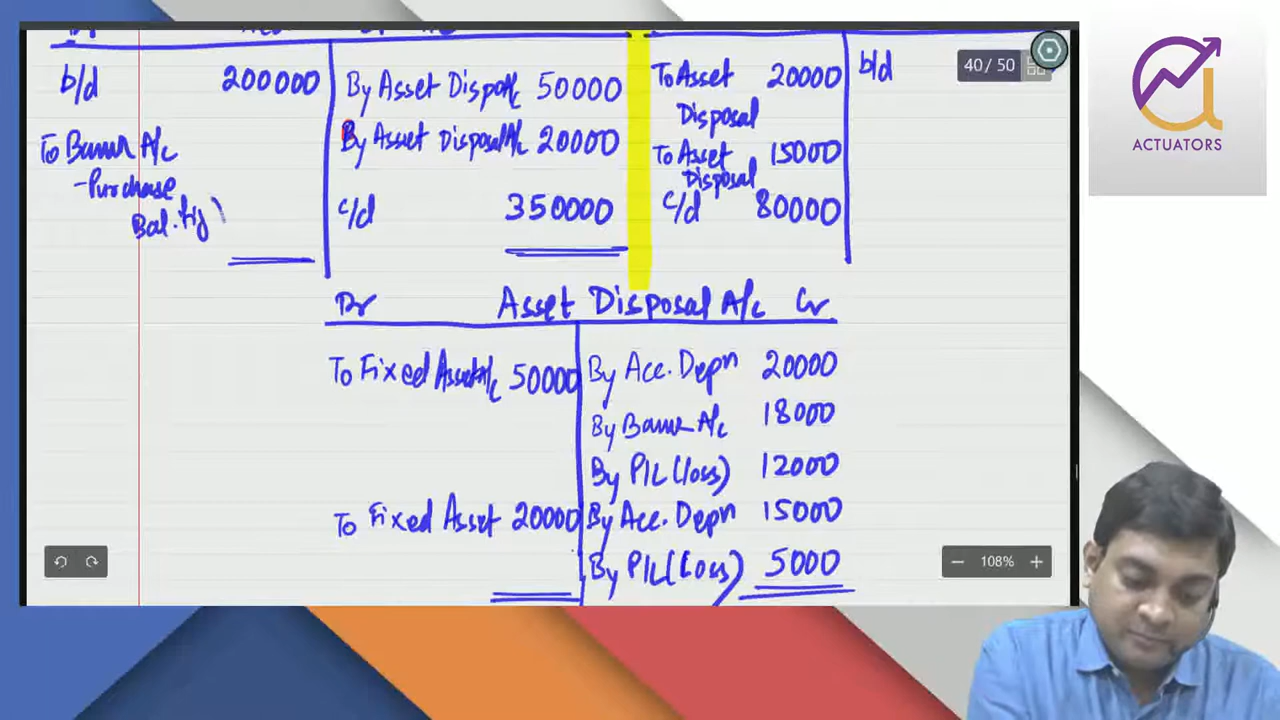 b/d 200000
By Asset Dispo A/c 50000
To Asset 20000
Disposal
b/d
40 / 50
To Bank A/c
-Purchase
Bal. fig)
By Asset Disposal A/c 20000
To Asset 15000
Disposal
c/d 350000
c/d 80000
ACTUATORS
Dr Asset Disposal A/c Cr
To Fixed Asset A/c 50000
By Acc. Depn 20000
By Bank A/c 18000
By P/L (loss) 12000
To Fixed Asset 20000
By Acc. Depn 15000
By P/L (Loss) 5000
108%